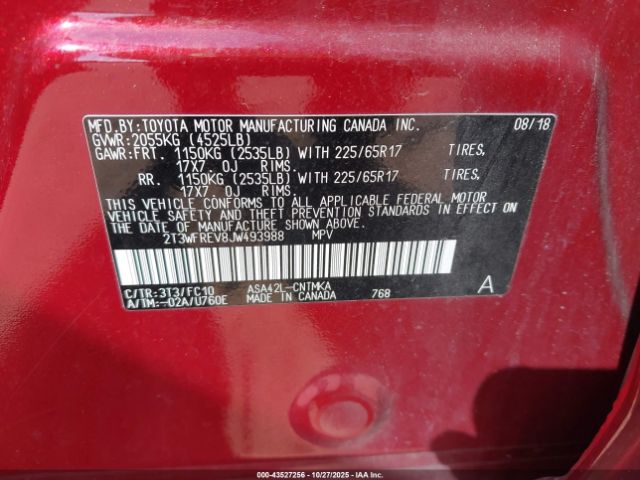 MFD.BY:TOYOTA MOTOR MANUFACTURING CANADA INC. 08/18
GVWR:2055KG (4525LB)
GAWR:FRT. 1150KG (2535LB) WITH 225/65R17 TIRES,
17X7. 0J RIMS.
RR. 1150KG (2535LB) WITH 225/65R17 TIRES,
17X7. 0J RIMS.
THIS VEHICLE CONFORMS TO ALL APPLICABLE FEDERAL MOTOR
VEHICLE SAFETY AND THEFT PREVENTION STANDARDS IN EFFECT ON
THE DATE OF MANUFACTURE SHOWN ABOVE.
2T3WFREV8JW493988 MPV
C/TR:3T3/FC10 ASA42L-CNTMKA A
A/TM:-02A/U760E MADE IN CANADA 768
000-43527256 - 10/27/2025 - IAAI.COM